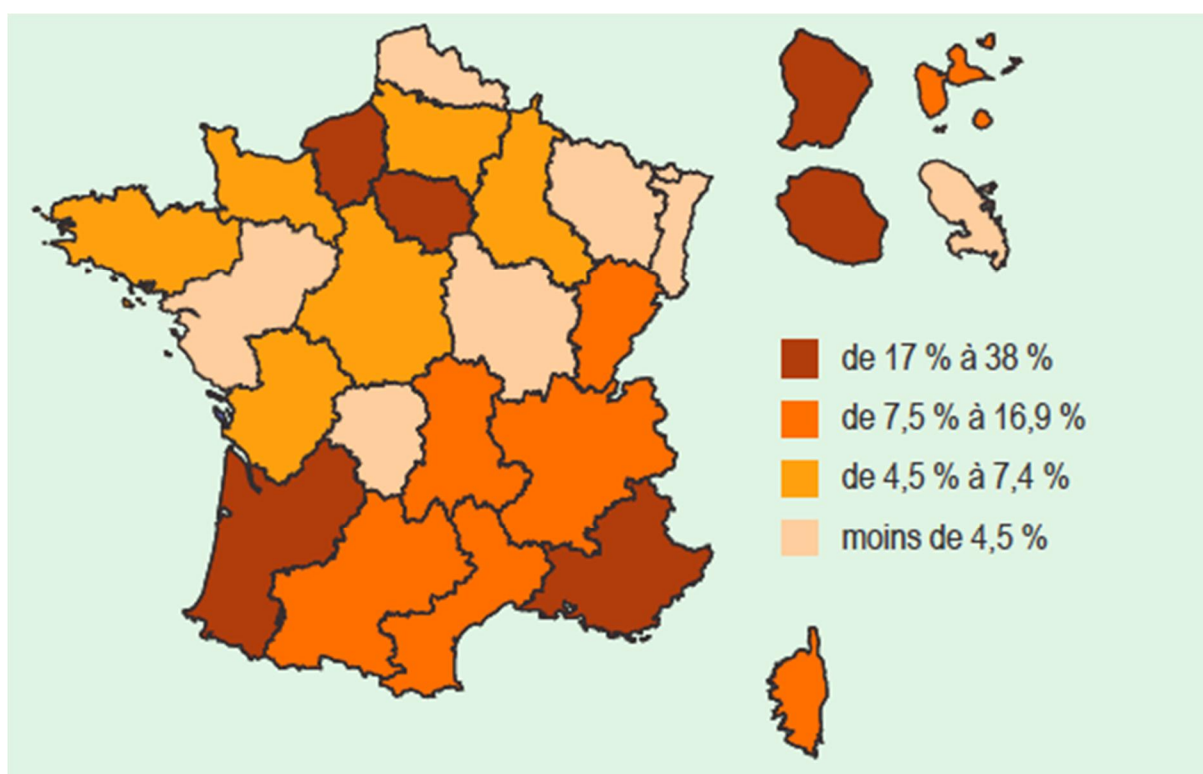 de 17 % à 38 %
de 7,5 % à 16,9 %
de 4,5 % à 7,4 %
moins de 4,5 %